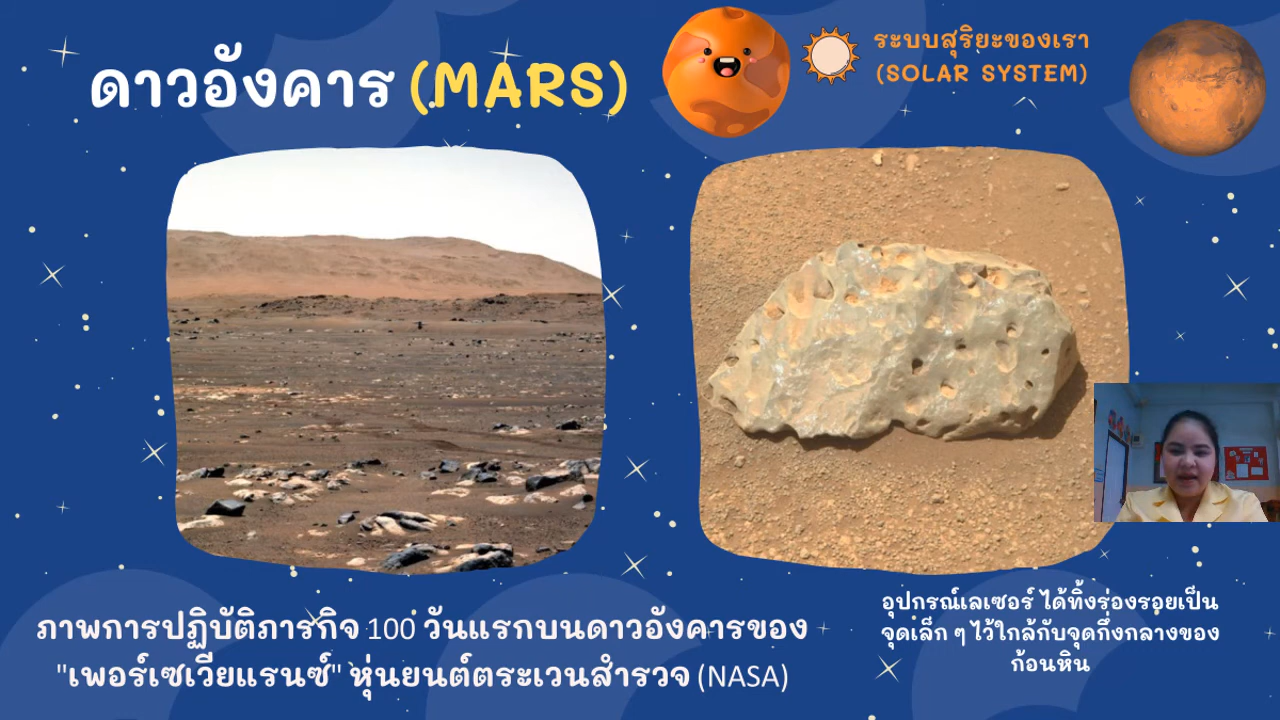 ดาวอังคาร (MARS)
ระบบสุริยะของเรา
(SOLAR SYSTEM)
ภาพการปฏิบัติภารกิจ 100 วันแรกบนดาวอังคารของ
"เพอร์เซเวียแรนซ์" หุ่นยนต์ตระเวนสำรวจ (NASA)
อุปกรณ์เลเซอร์ ได้ทิ้งร่องรอยเป็น
จุดเล็ก ๆ ไว้ใกล้กับจุดกึ่งกลางของ
ก้อนหิน